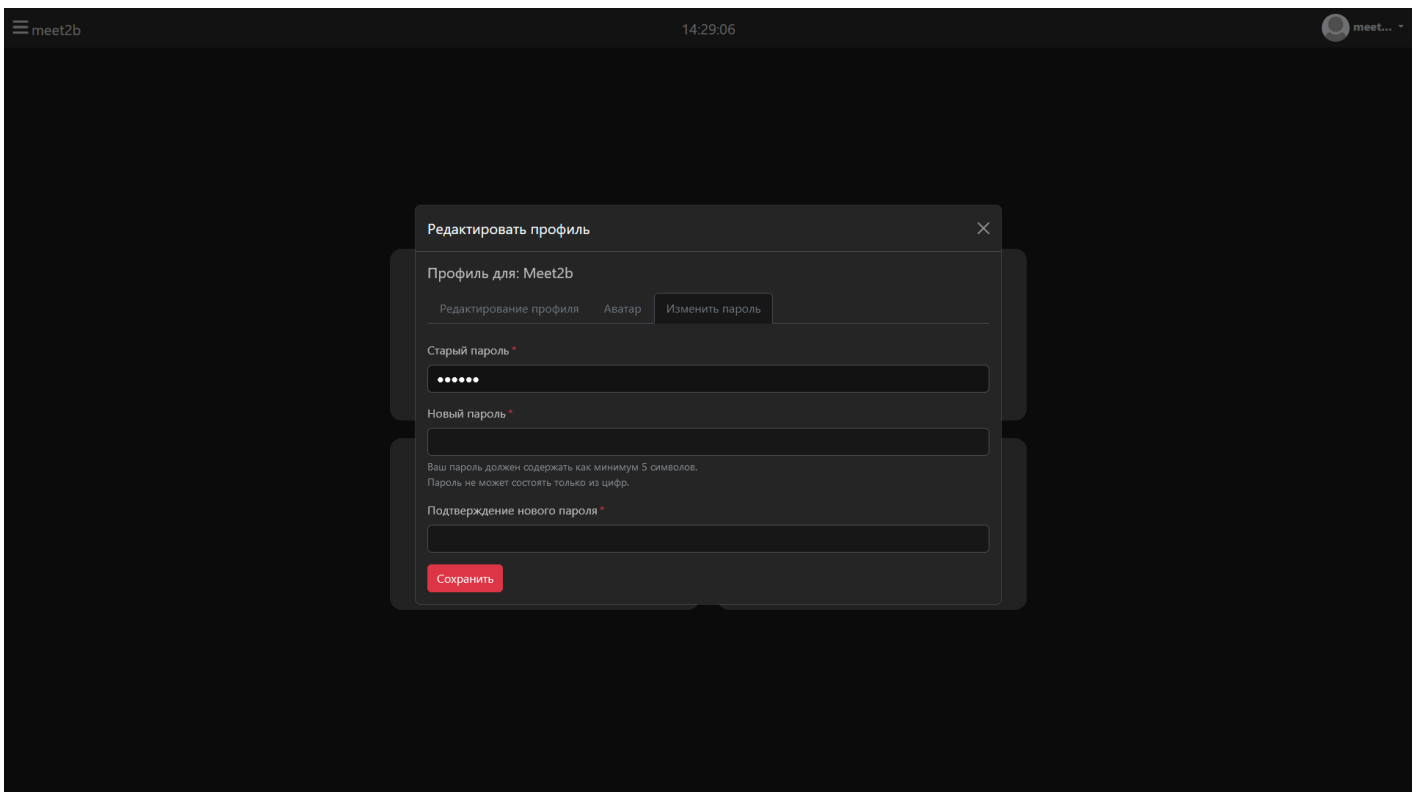 meet2b
14:29:06
meet...
Редактировать профиль
Профиль для: Meet2b
Редактирование профиля Аватар Изменить пароль
Старый пароль *
••••••
Новый пароль *
Ваш пароль должен содержать как минимум 5 символов.
Пароль не может состоять только из цифр.
Подтверждение нового пароля *
Сохранить